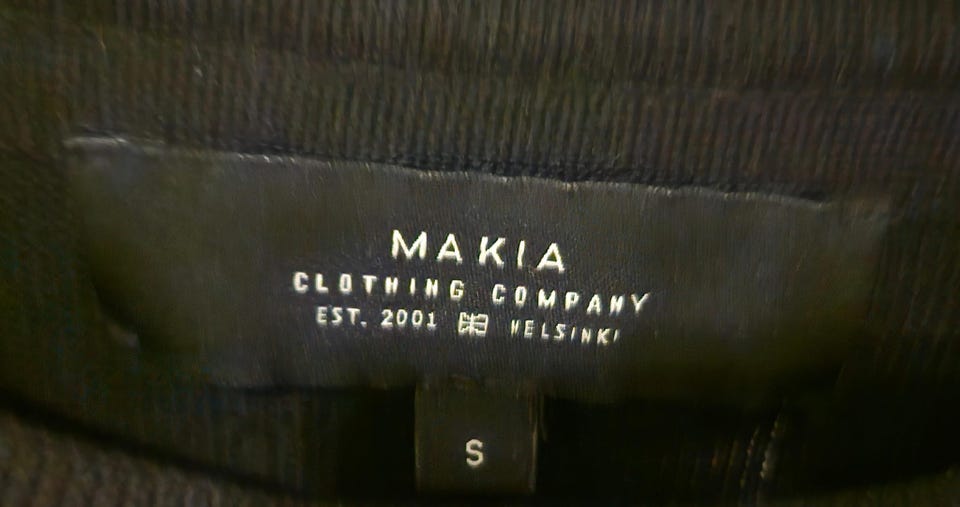 MAKIA
CLOTHING COMPANY
EST. 2001 HELSINKI
S